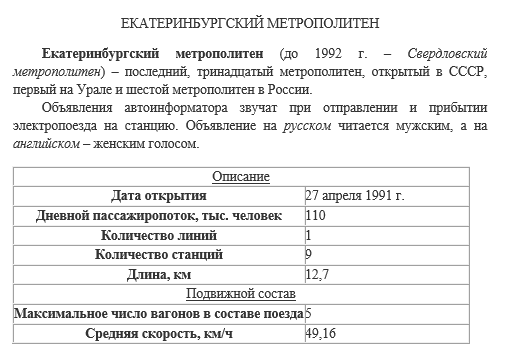 ЕКАТЕРИНБУРГСКИЙ МЕТРОПОЛИТЕН
Екатеринбургский метрополитен (до 1992 г. – Свердловский
метрополитен) – последний, тринадцатый метрополитен, открытый в СССР,
первый на Урале и шестой метрополитен в России.
Объявления автоинформатора звучат при отправлении и прибытии
электропоезда на станцию. Объявление на русском читается мужским, а на
английском – женским голосом.
Описание
Дата открытия 27 апреля 1991 г.
Дневной пассажиропоток, тыс. человек 110
Количество линий 1
Количество станций 9
Длина, км 12,7
Подвижной состав
Максимальное число вагонов в составе поезда 5
Средняя скорость, км/ч 49,16